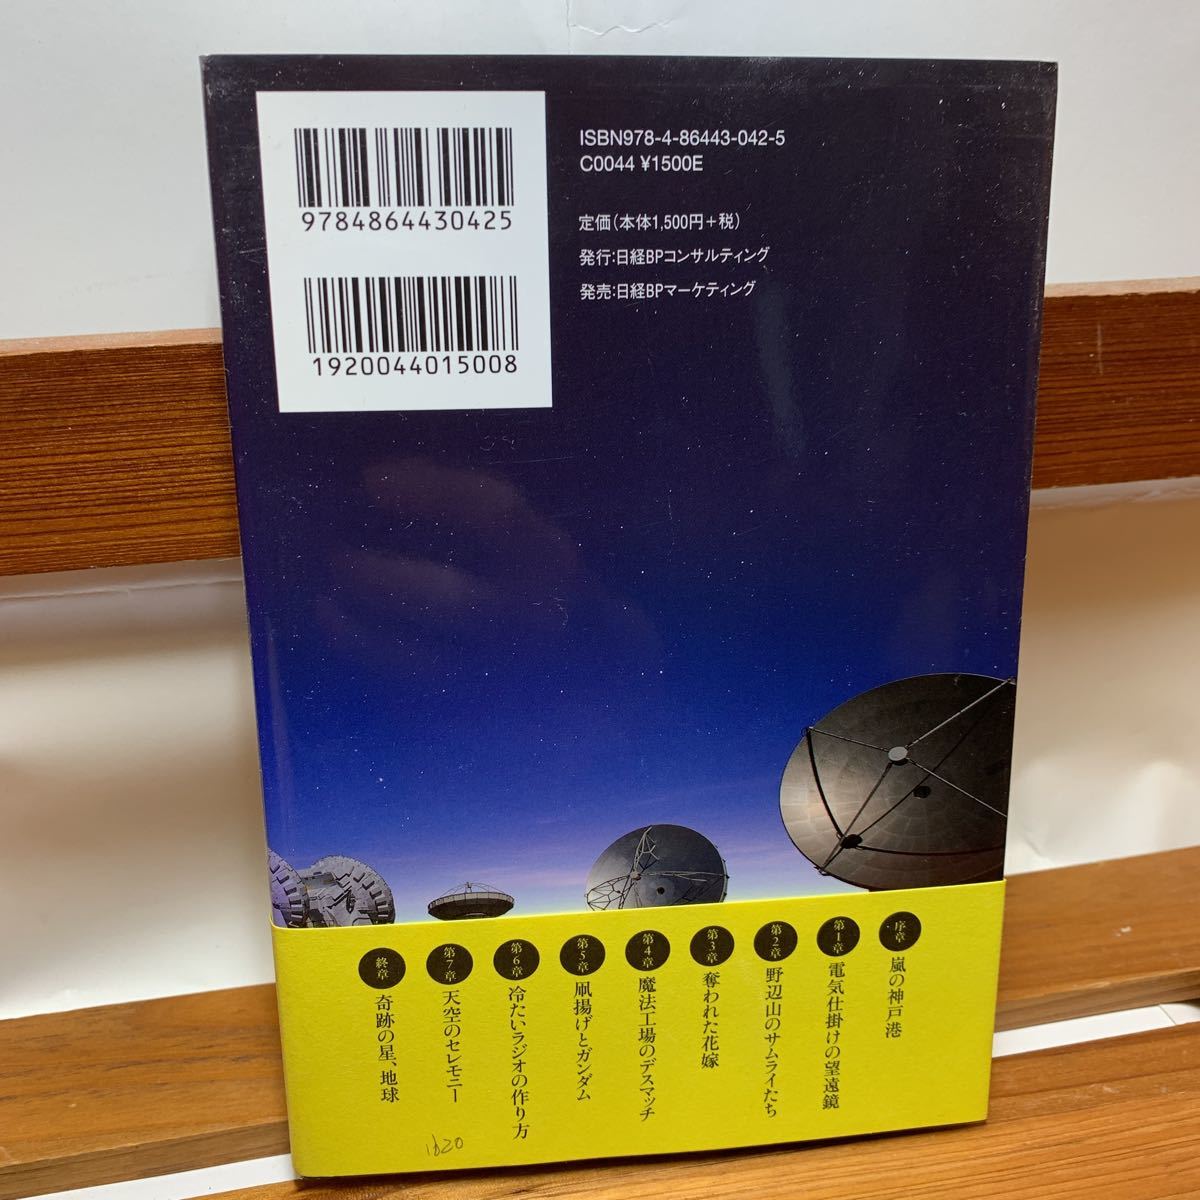 9784864430425
1920044015008
ISBN978-4-86443-042-5
C0044 ¥1500E
定価(本体1,500円+税)
発行:日経BPコンサルティング
発売:日経BPマーケティング
序章 嵐の神戸港
第1章 電気仕掛けの望遠鏡
第2章 野辺山のサムライたち
第3章 奪われた花嫁
第4章 魔法工場のデスマッチ
第5章 凧揚げとガンダム
第6章 冷たいラジオの作り方
第7章 天空のセレモニー
終章 奇跡の星、地球
1620